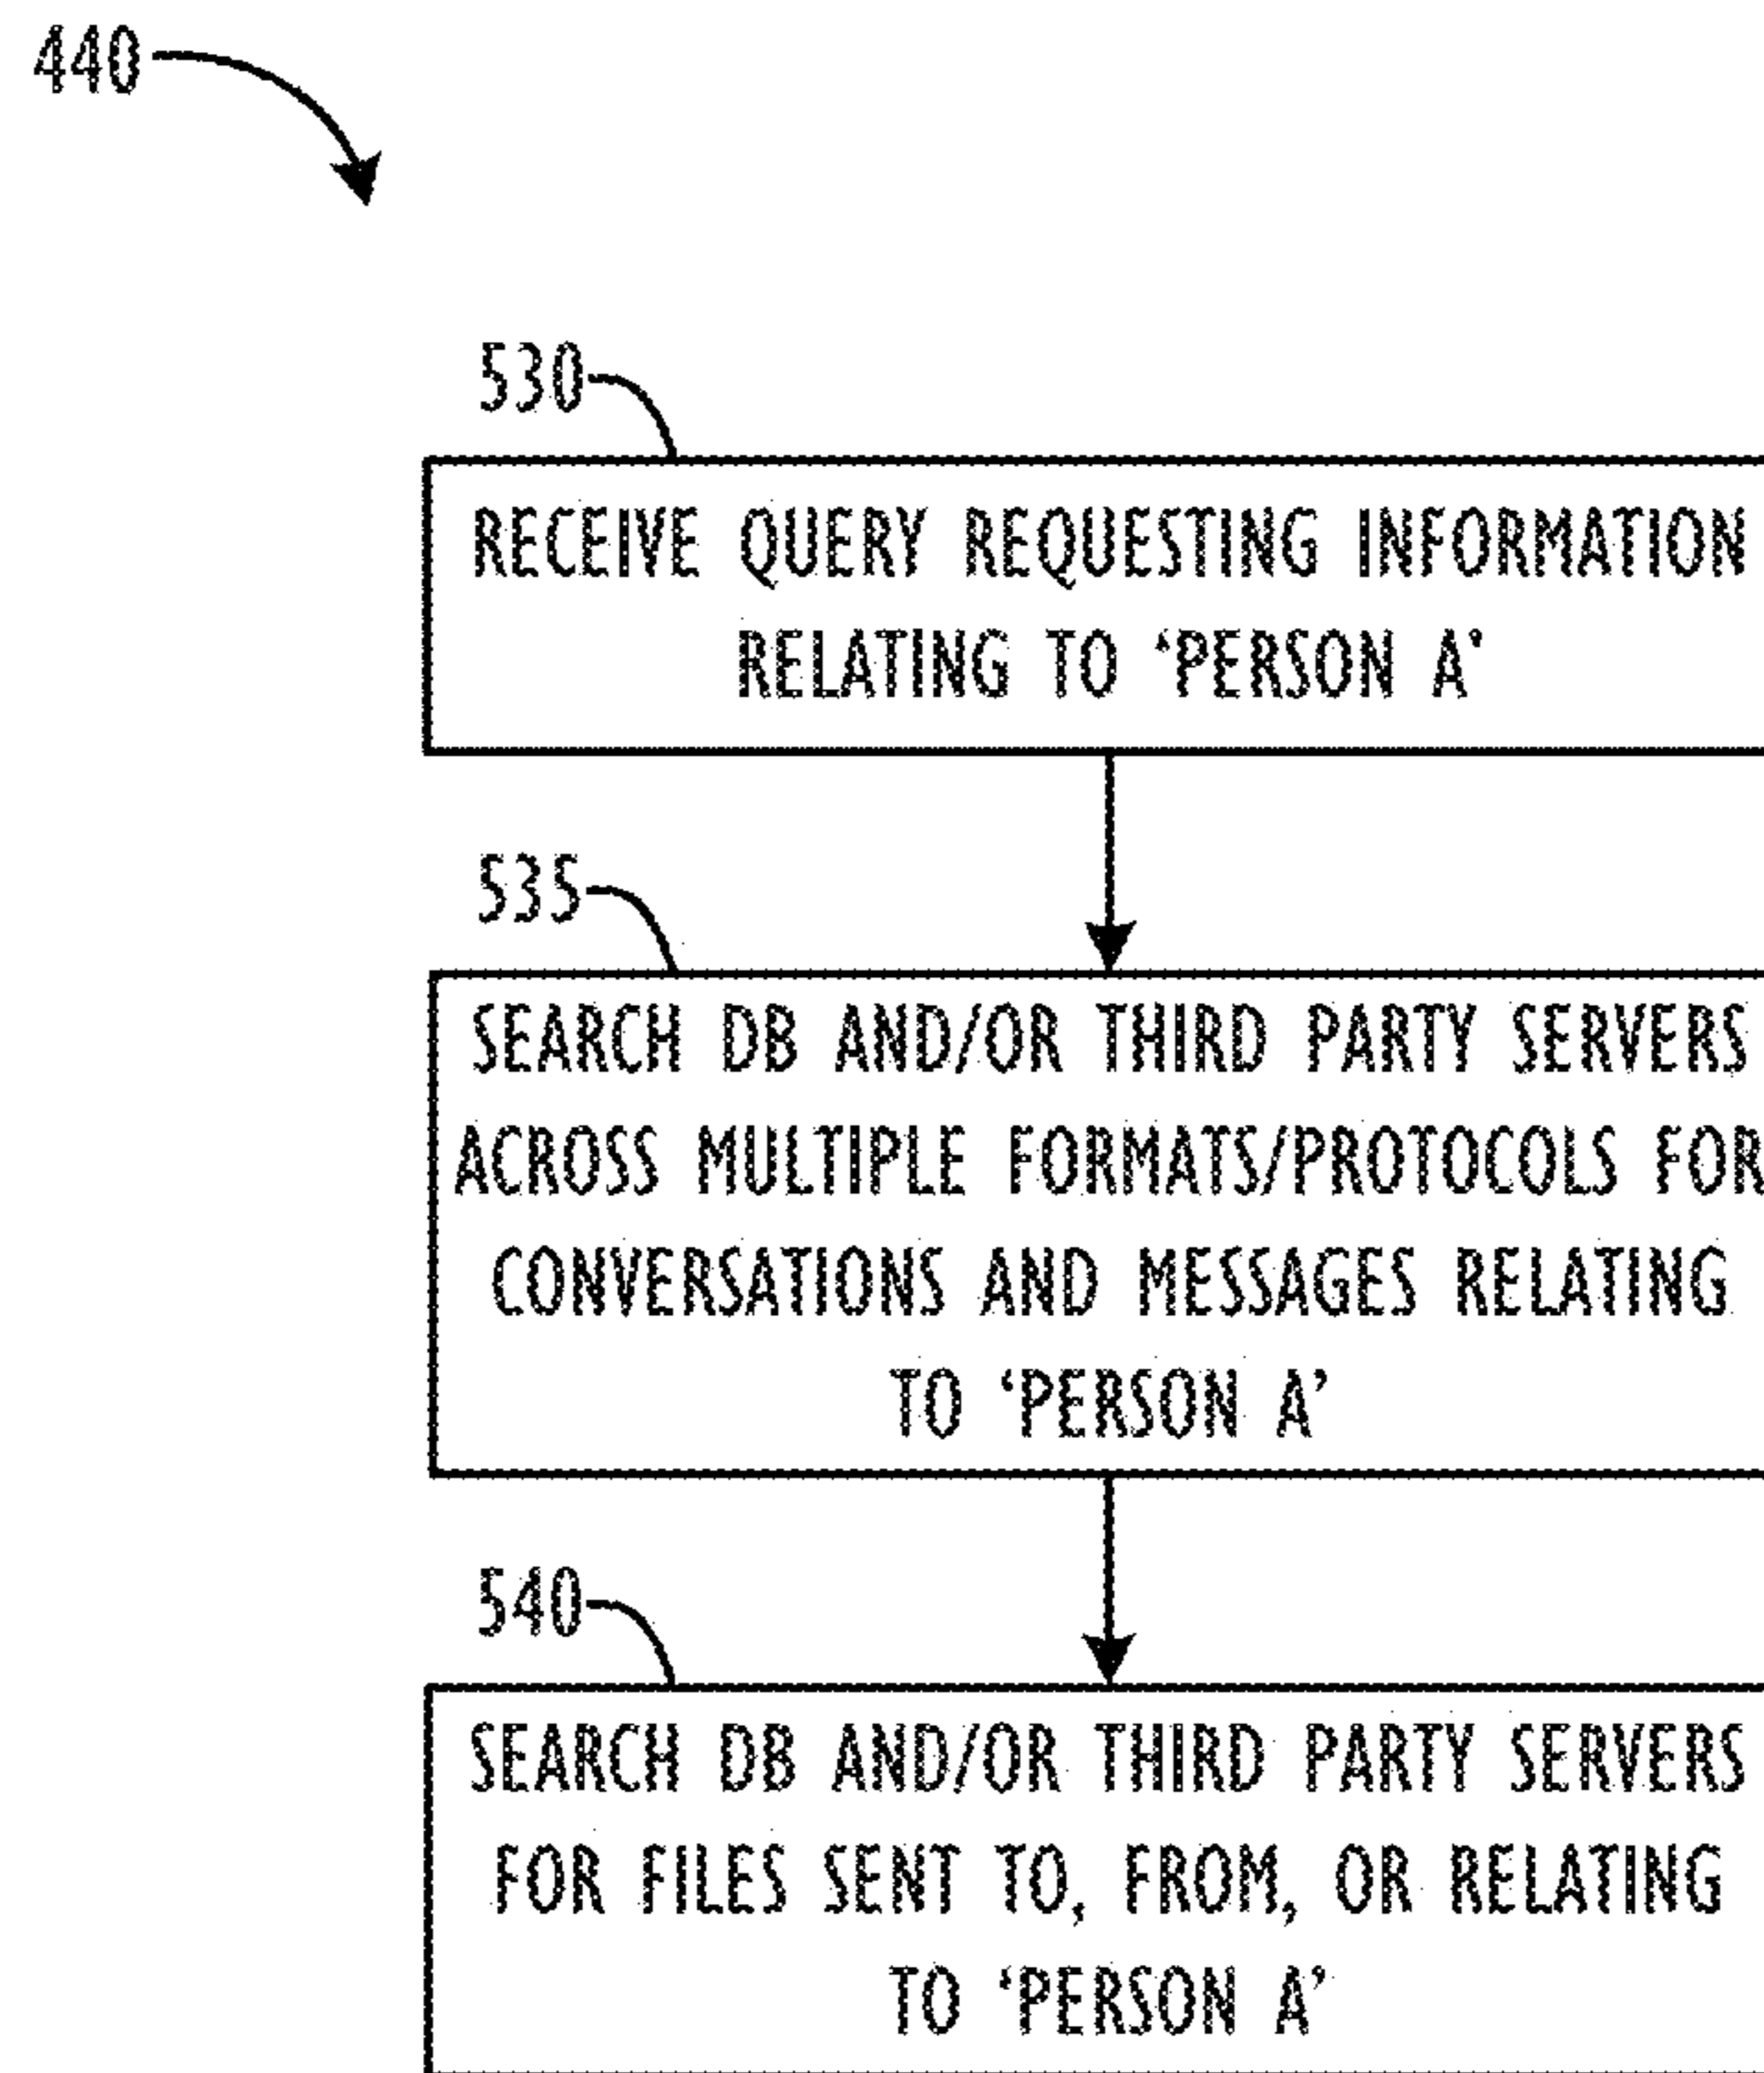 440
530
RECEIVE QUERY REQUESTING INFORMATION
RELATING TO ‘PERSON A’
535
SEARCH DB AND/OR THIRD PARTY SERVERS
ACROSS MULTIPLE FORMATS/PROTOCOLS FOR
CONVERSATIONS AND MESSAGES RELATING
TO ‘PERSON A’
540
SEARCH DB AND/OR THIRD PARTY SERVERS
FOR FILES SENT TO, FROM, OR RELATING
TO ‘PERSON A’